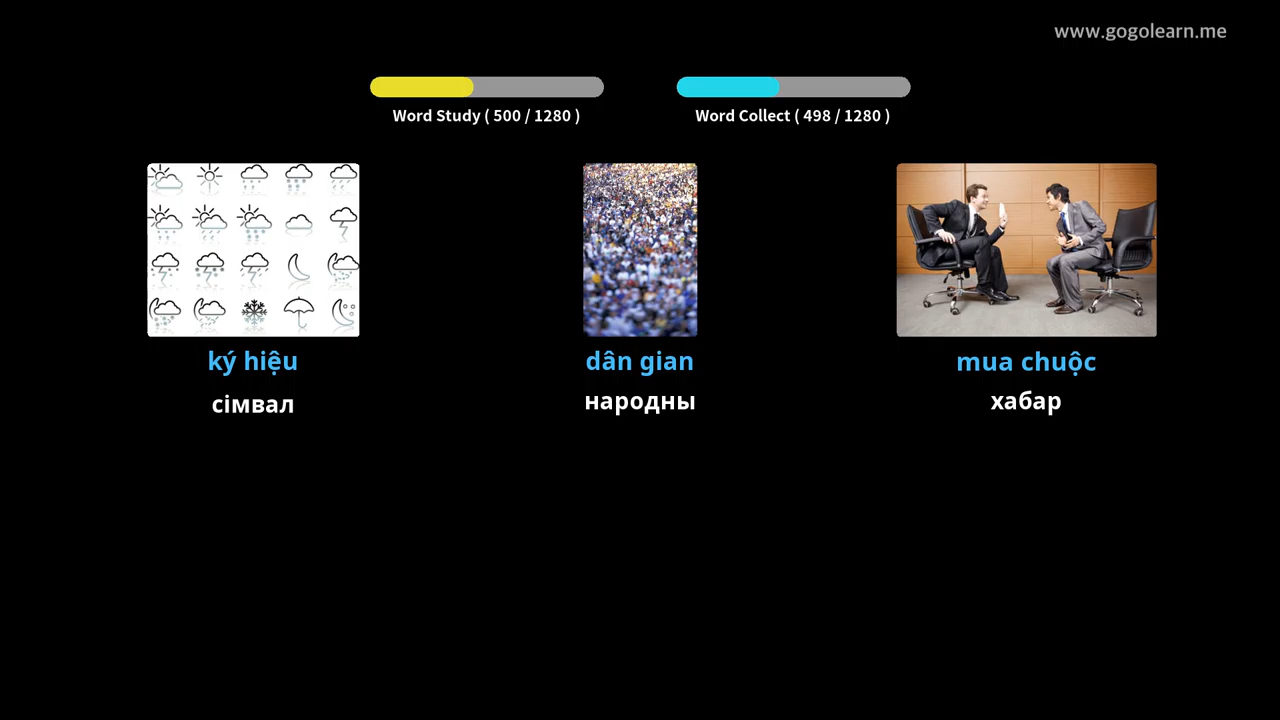 www.gogolearn.me
Word Study ( 500 / 1280 )
Word Collect ( 498 / 1280 )
ký hiệu
dân gian
mua chuộc
сімвал
народны
хабар